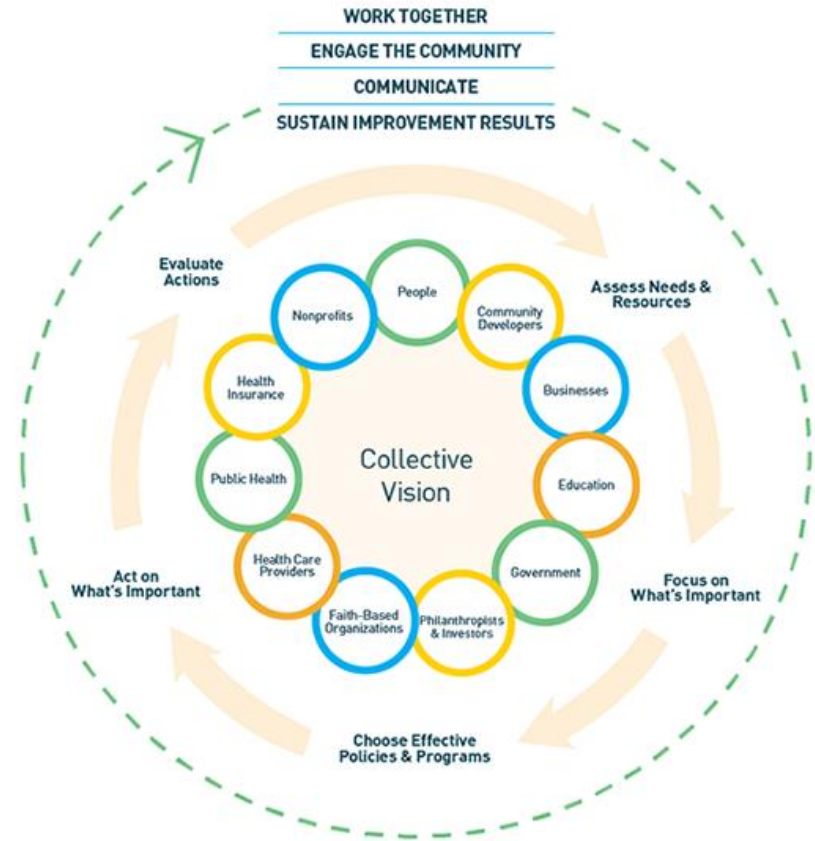 WORK TOGETHER
ENGAGE THE COMMUNITY
COMMUNICATE
SUSTAIN IMPROVEMENT RESULTS
Evaluate
Actions
Assess Needs &
Resources
People
Nonprofits
Community
Developers
Health
Insurance
Businesses
Collective
Vision
Public Health
Education
Health Care
Providers
Government
Act on
What's Important
Focus on
What's Important
Faith-Based
Organizations
Philanthropists
& Investors
Choose Effective
Policies & Programs